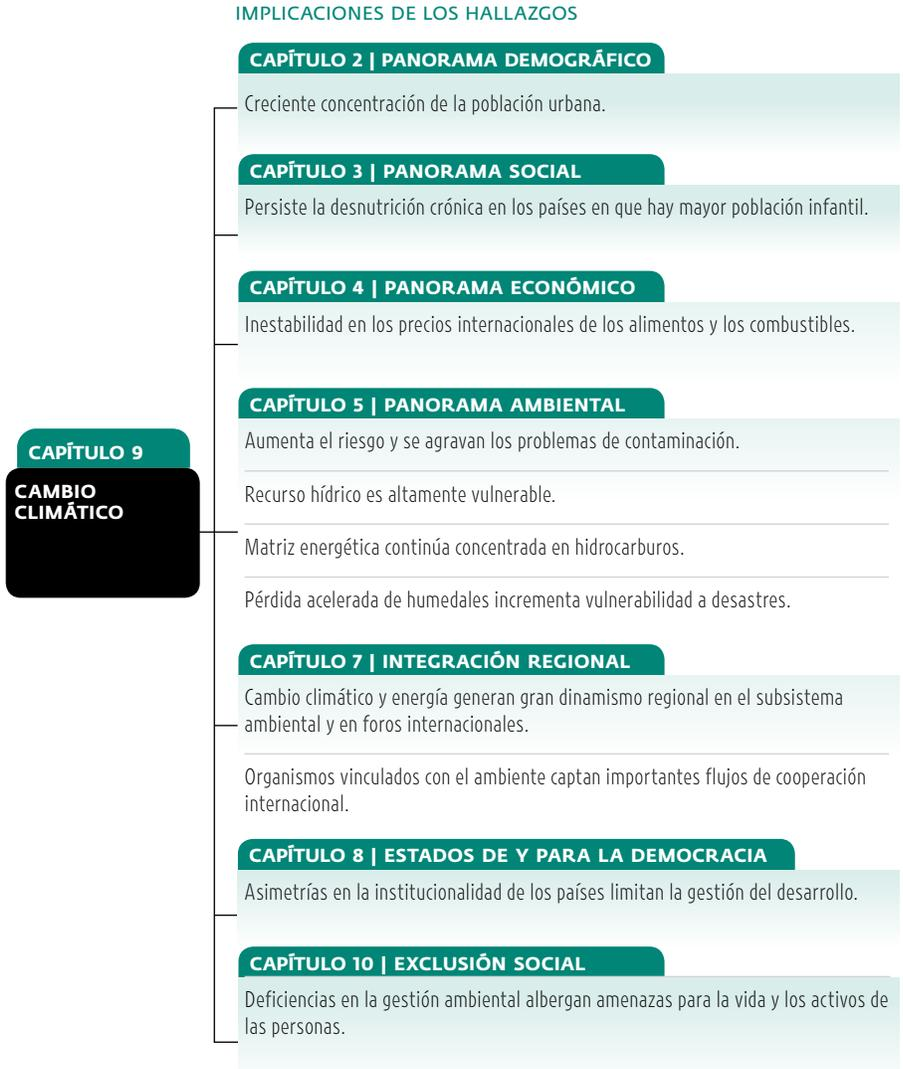 IMPLICACIONES DE LOS HALLAZGOS
CAPÍTULO 2 | PANORAMA DEMOGRÁFICO
Creciente concentración de la población urbana.
CAPÍTULO 3 | PANORAMA SOCIAL
Persiste la desnutrición crónica en los países en que hay mayor población infantil.
CAPÍTULO 4 | PANORAMA ECONÓMICO
Inestabilidad en los precios internacionales de los alimentos y los combustibles.
CAPÍTULO 5 | PANORAMA AMBIENTAL
Aumenta el riesgo y se agravan los problemas de contaminación.
CAPÍTULO 9
CAMBIO
CLIMÁTICO
Recurso hídrico es altamente vulnerable.
Matriz energética continúa concentrada en hidrocarburos.
Pérdida acelerada de humedales incrementa vulnerabilidad a desastres.
CAPÍTULO 7 | INTEGRACIÓN REGIONAL
Cambio climático y energía generan gran dinamismo regional en el subsistema
ambiental y en foros internacionales.
Organismos vinculados con el ambiente captan importantes flujos de cooperación
internacional.
CAPÍTULO 8 | ESTADOS DE Y PARA LA DEMOCRACIA
Asimetrías en la institucionalidad de los países limitan la gestión del desarrollo.
CAPÍTULO 10 | EXCLUSIÓN SOCIAL
Deficiencias en la gestión ambiental albergan amenazas para la vida y los activos de
las personas.